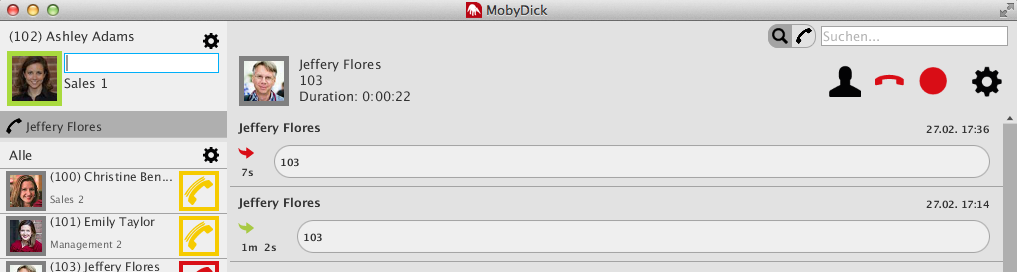 MobyDick
(102) Ashley Adams
Sales 1
Jeffery Flores
Alle
(100) Christine Ben...
Sales 2
(101) Emily Taylor
Management 2
(103) Jeffery Flores
Suchen...
Jeffery Flores
103
Duration: 0:00:22
Jeffery Flores
27.02. 17:36
103
7s
Jeffery Flores
27.02. 17:14
103
1m 2s